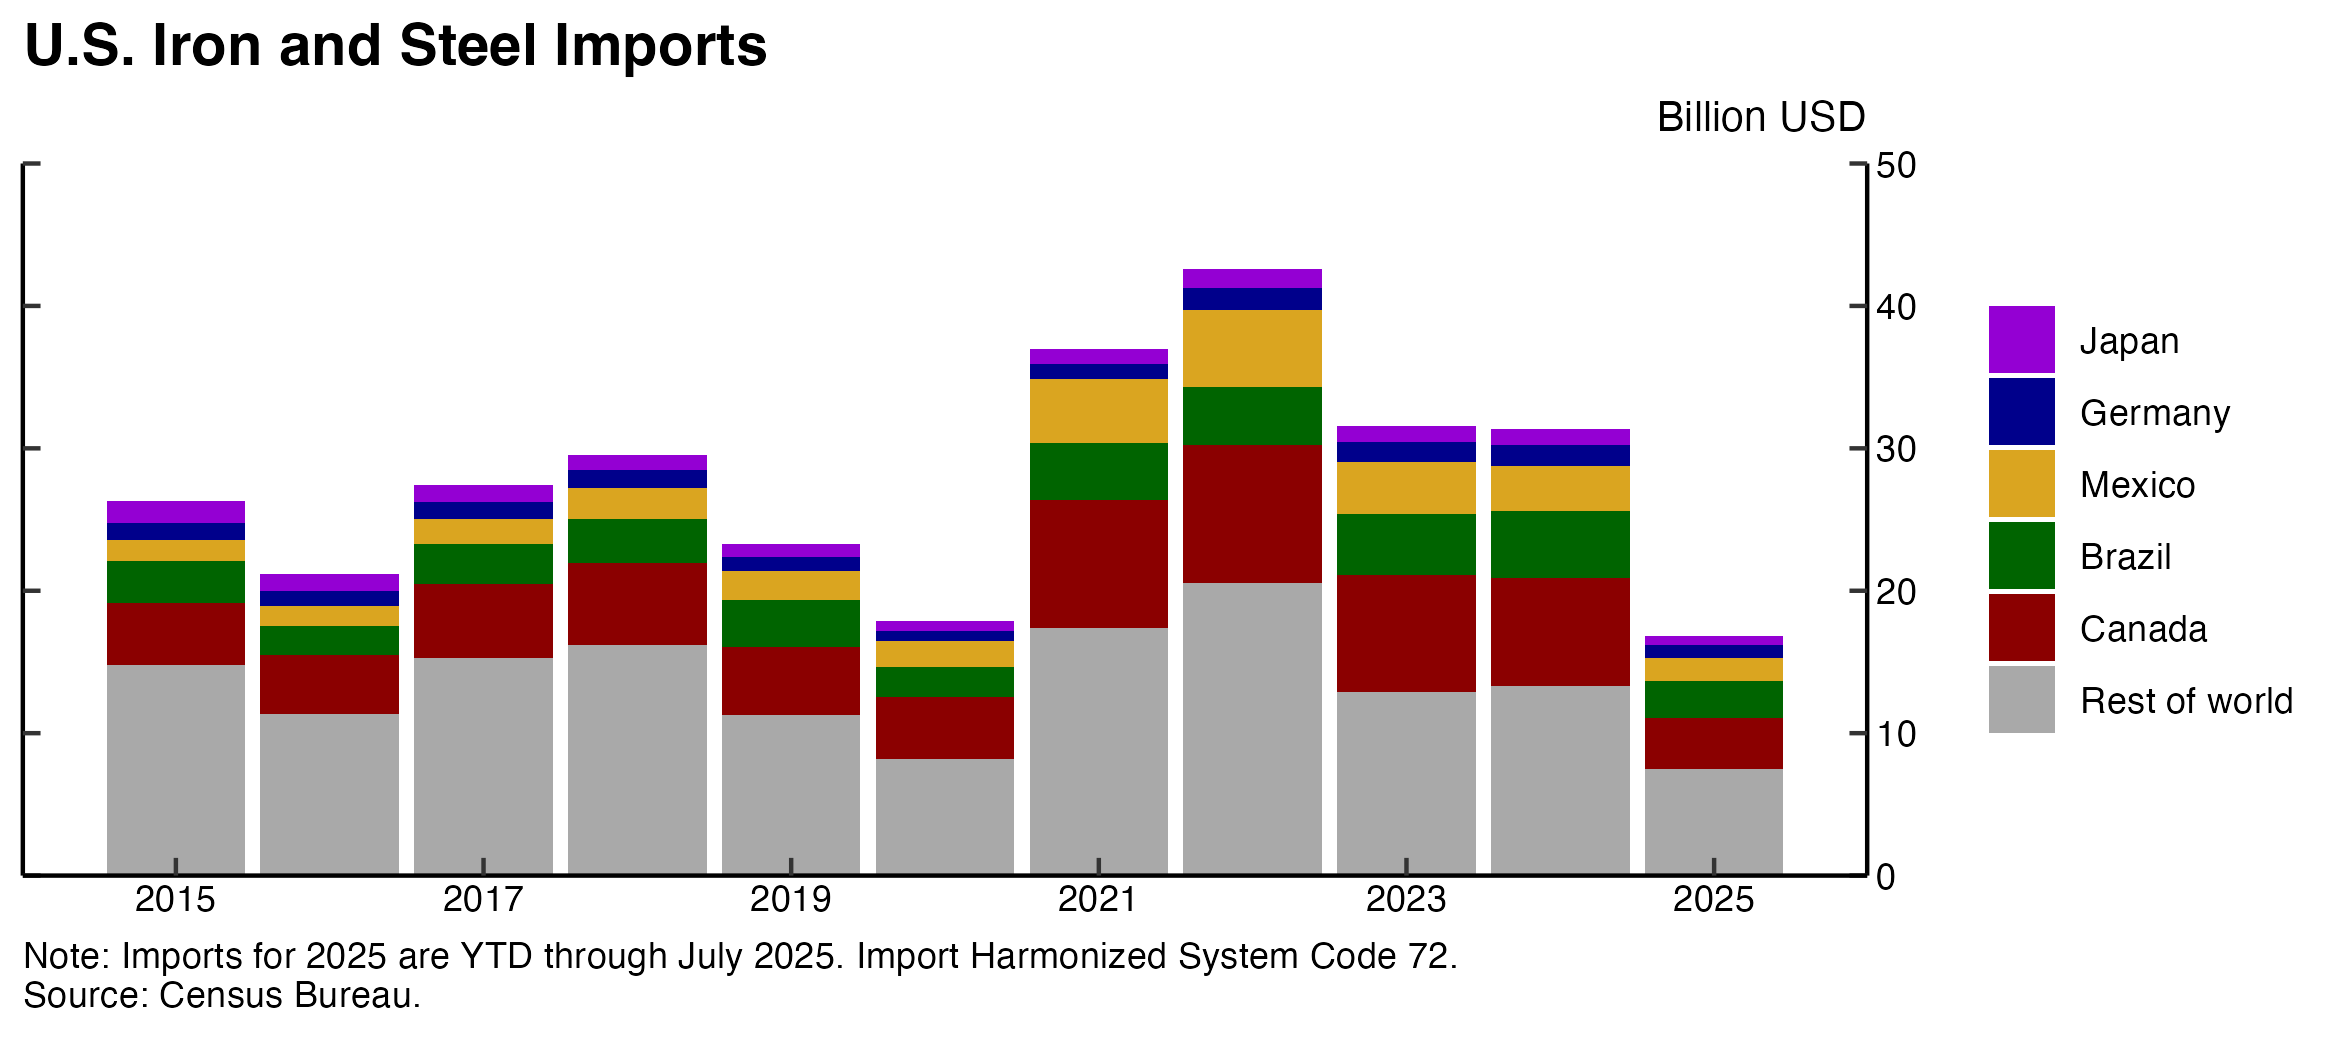 U.S. Iron and Steel Imports
Billion USD
50
40
30
20
10
0
Japan
Germany
Mexico
Brazil
Canada
Rest of world
2015 2017 2019 2021 2023 2025
Note: Imports for 2025 are YTD through July 2025. Import Harmonized System Code 72.
Source: Census Bureau.